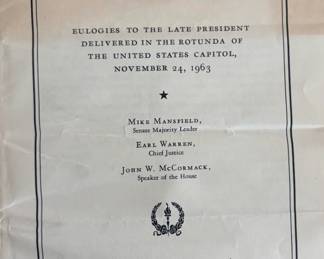 EULOGIES TO THE LATE PRESIDENT
DELIVERED IN THE ROTUNDA OF
THE UNITED STATES CAPITOL,
NOVEMBER 24, 1963
MIKE MANSFIELD,
Senate Majority Leader
EARL WARREN,
Chief Justice
JOHN W. MCCORMACK,
Speaker of the House